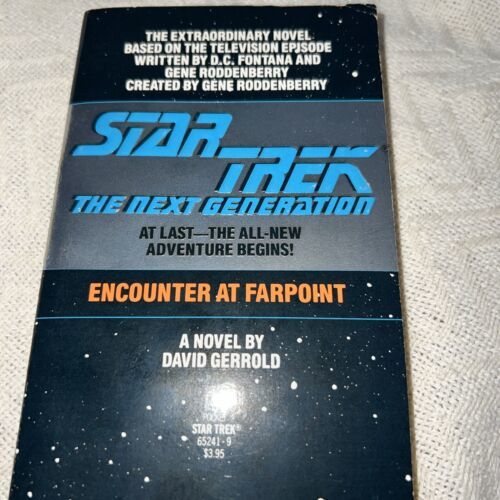 THE EXTRAORDINARY NOVEL
BASED ON THE TELEVISION EPISODE
WRITTEN BY D.C. FONTANA AND
GENE RODDENBERRY
CREATED BY GENE RODDENBERRY
STAR TREK
THE NEXT GENERATION
AT LAST—THE ALL-NEW
ADVENTURE BEGINS!
ENCOUNTER AT FARPOINT
A NOVEL BY
DAVID GERROLD
POCKET
STAR TREK®
65241-9
$3.95